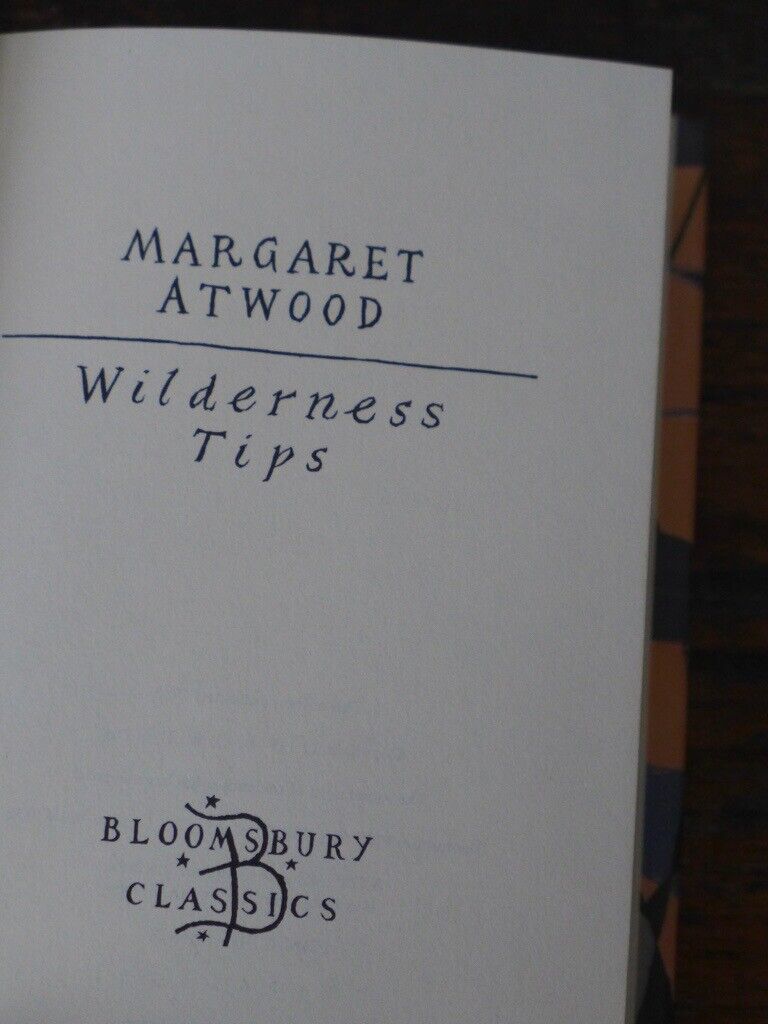 MARGARET
ATWOOD
Wilderness
Tips
BLOOMSBURY
CLASSICS